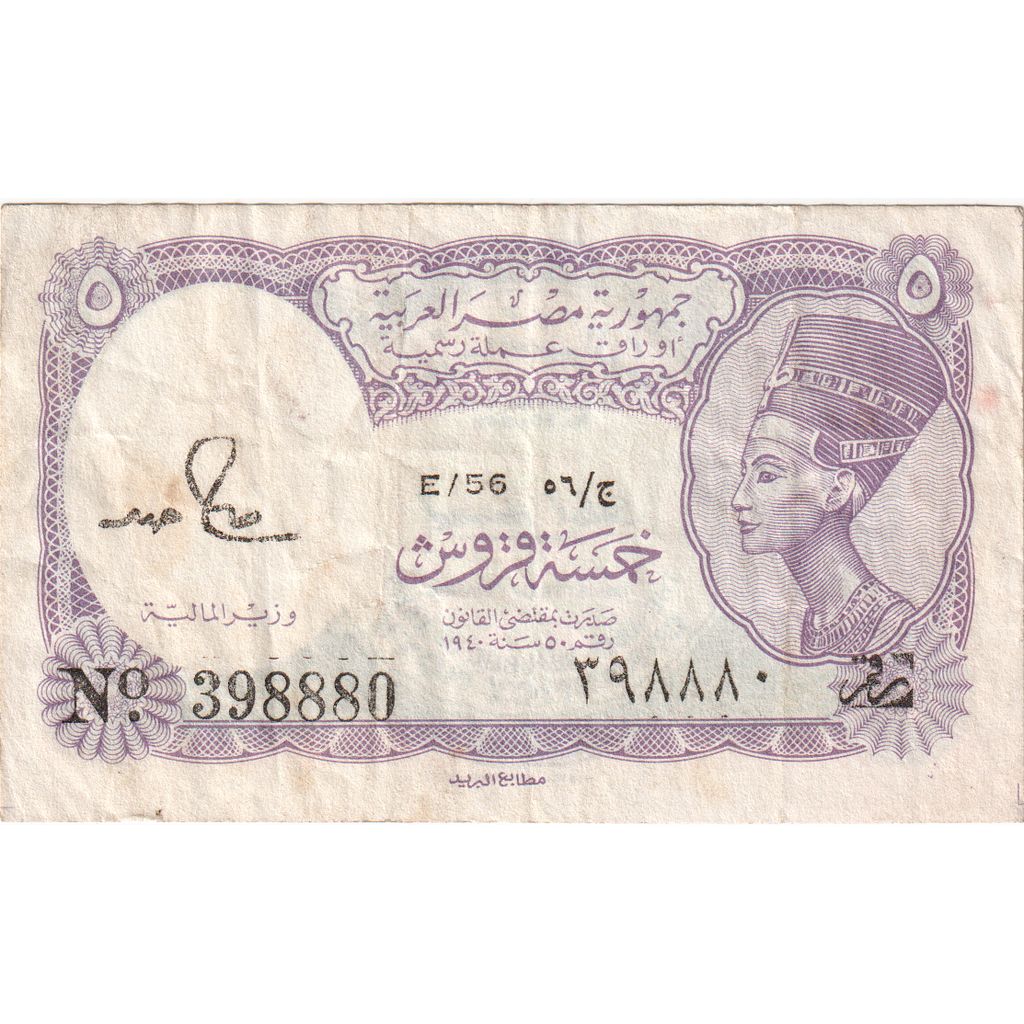 ٥ ٥
جمهورية مصر العربية
أوراق عملة رسمية
E/56 ٥٦/ج
خمسة قروش
وزير المالية
صدرت بمقتضى القانون
رقم ٥٠ سنة ١٩٤٠
Nº. 398880 ٣٩٨٨٨٠ رقم
مطابع البريد